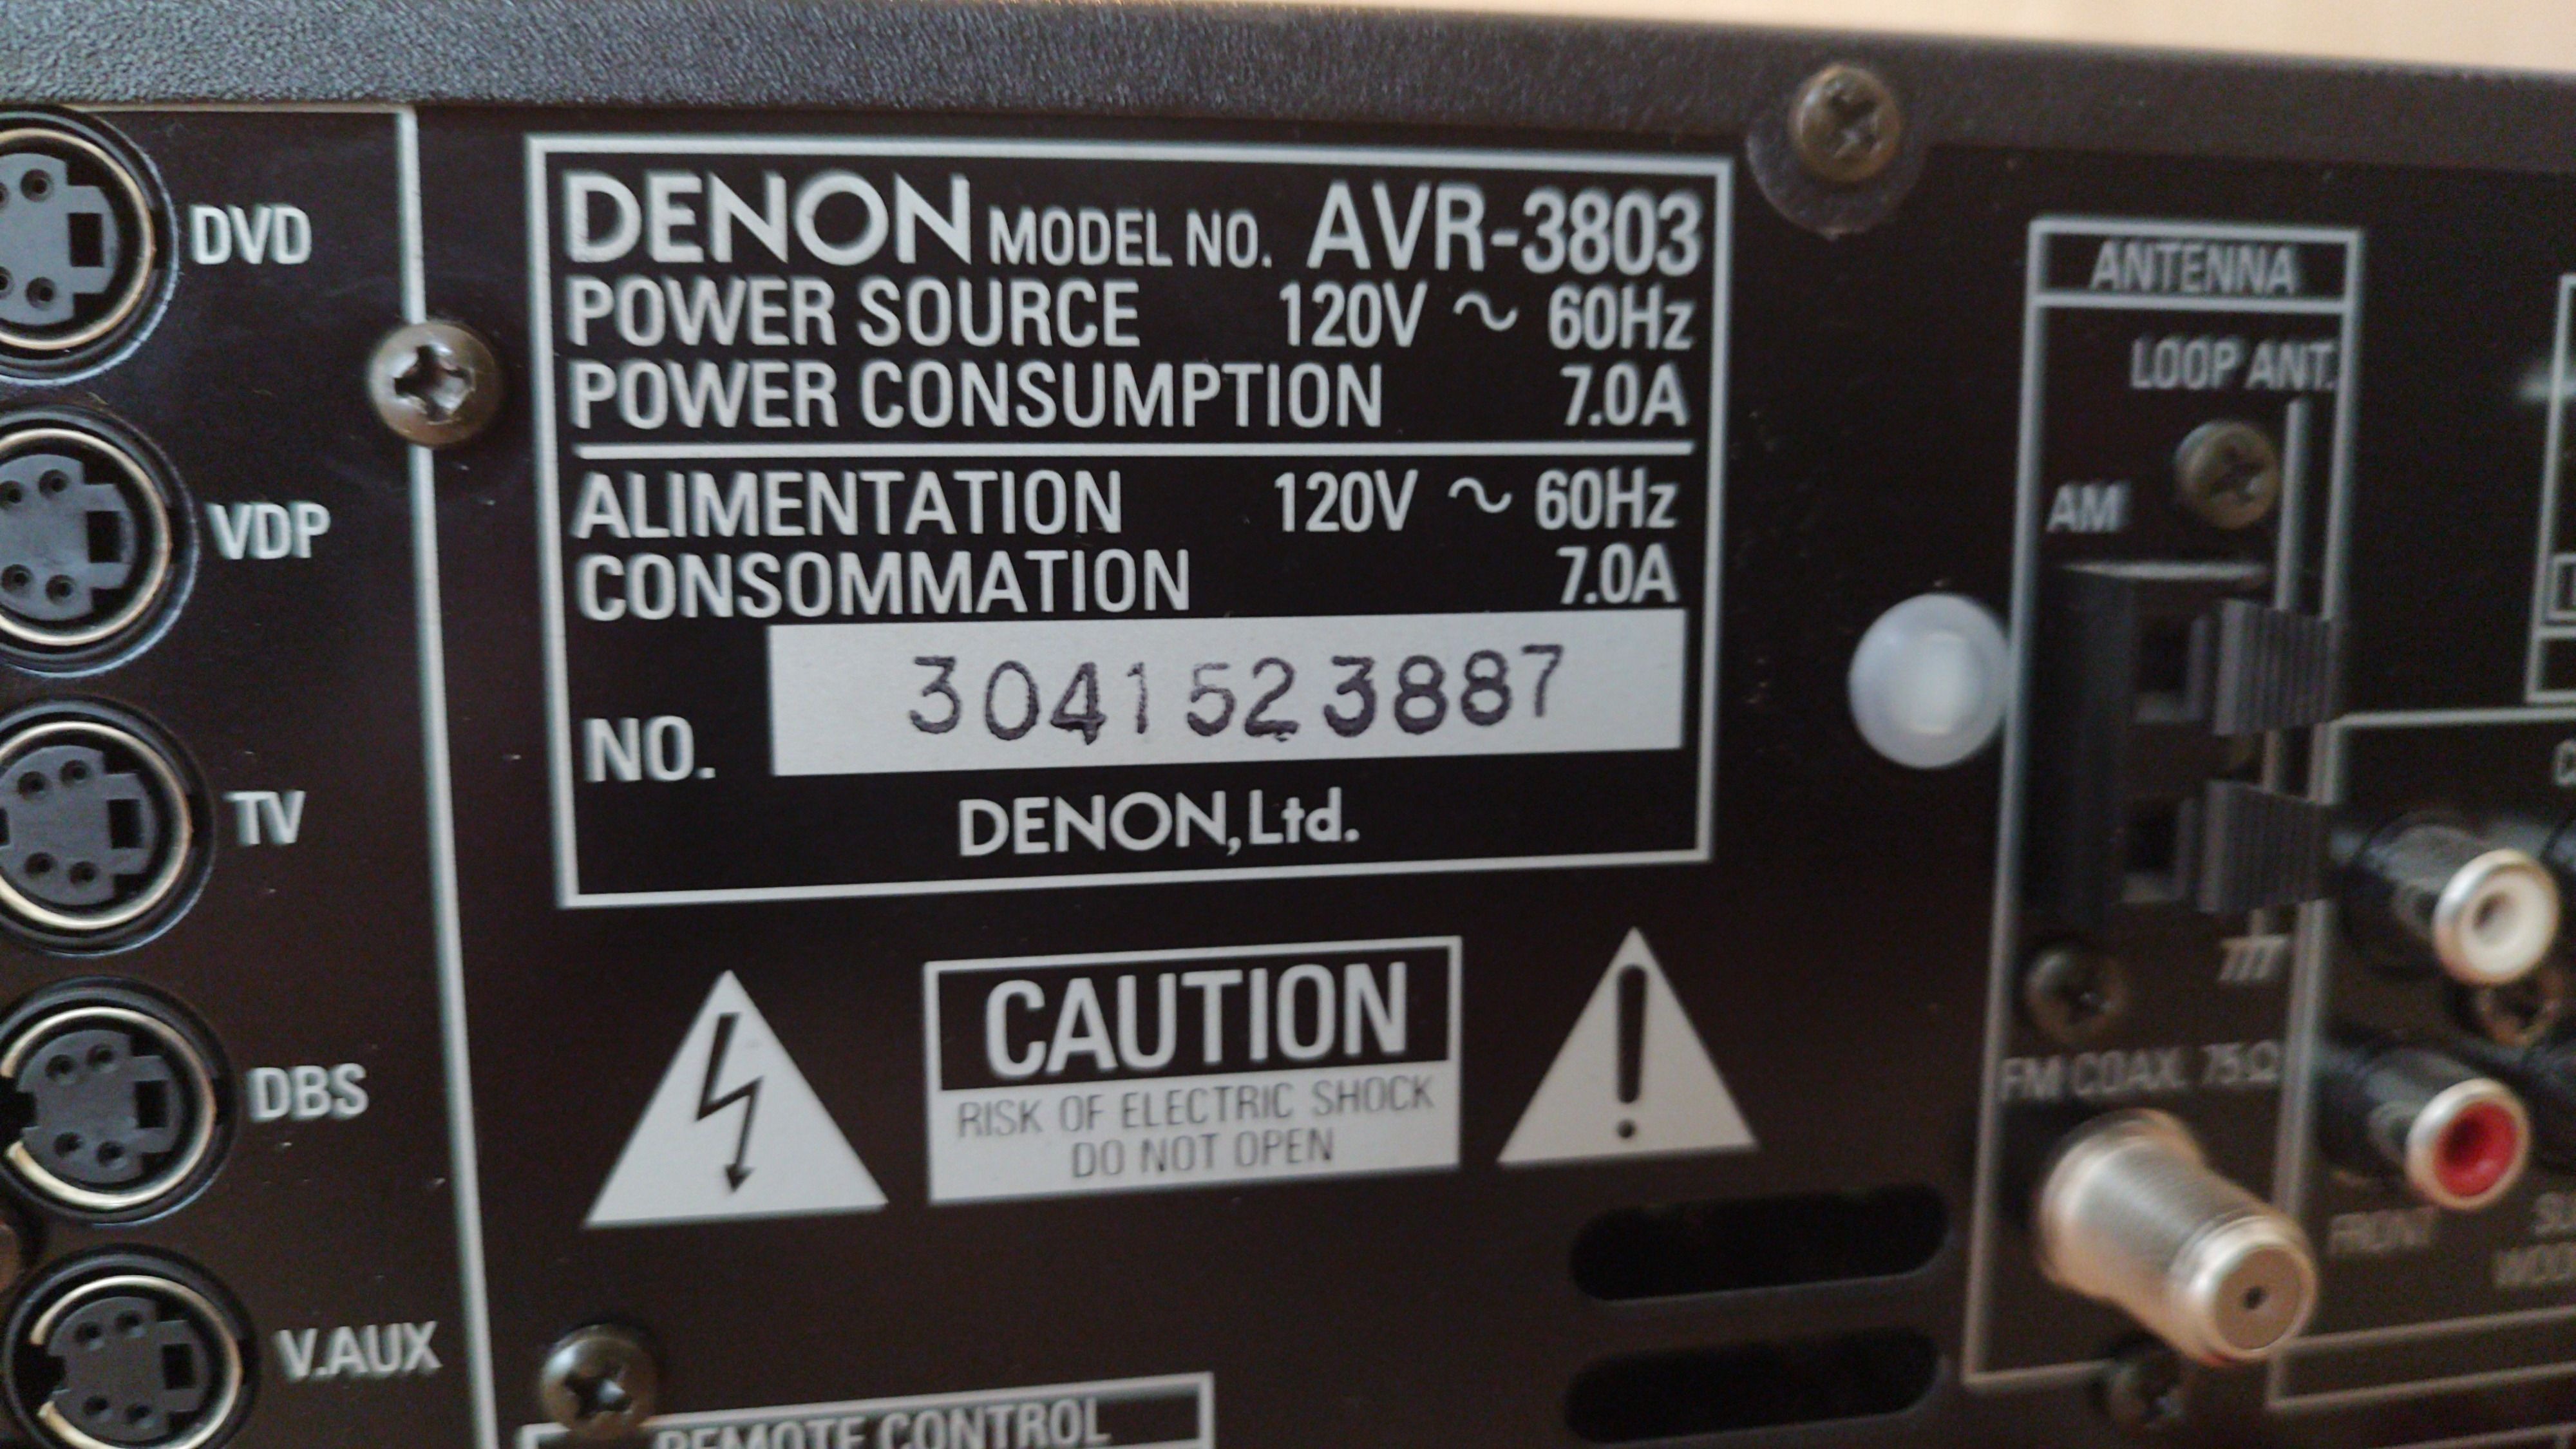 DVD
VDP
TV
DBS
V.AUX
DENON MODEL NO. AVR-3803
POWER SOURCE 120V ~ 60Hz
POWER CONSUMPTION 7.0A
ALIMENTATION 120V ~ 60Hz
CONSOMMATION 7.0A
NO. 3041523887
DENON, Ltd.
CAUTION
RISK OF ELECTRIC SHOCK
DO NOT OPEN
REMOTE CONTROL
ANTENNA
LOOP ANT.
AM
FM COAX. 75Ω
FRONT